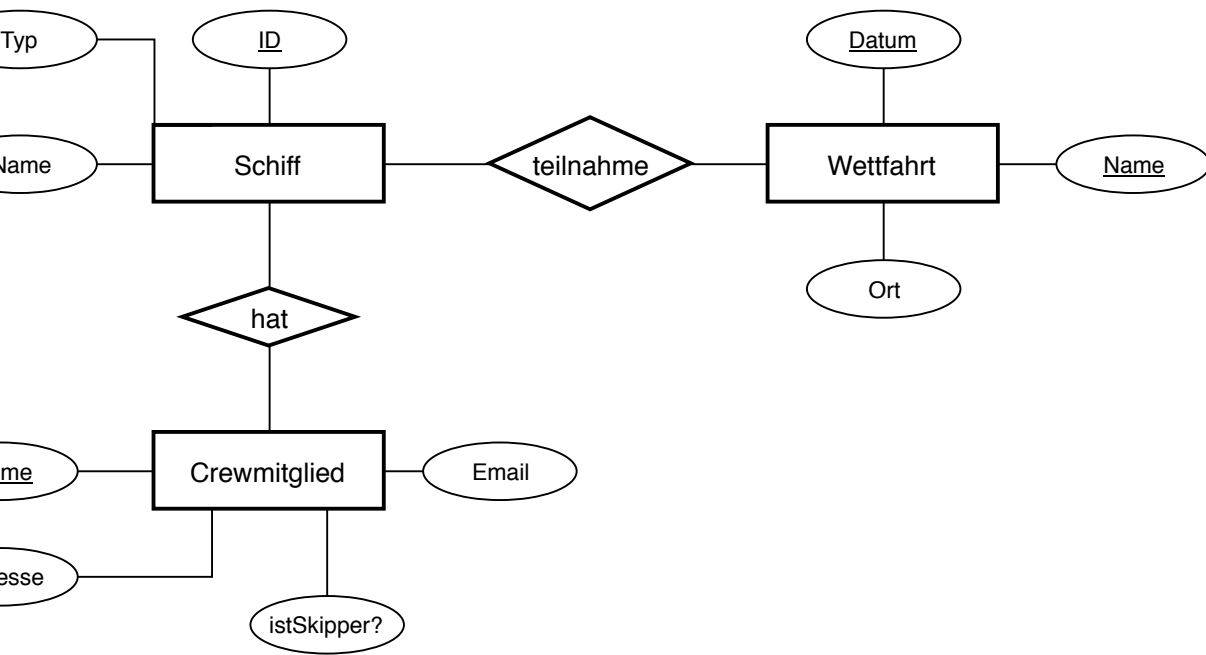 Typ
ID
Datum
Name
Schiff
teilnahme
Wettfahrt
Name
Ort
hat
Crewmitglied
Email
istSkipper?